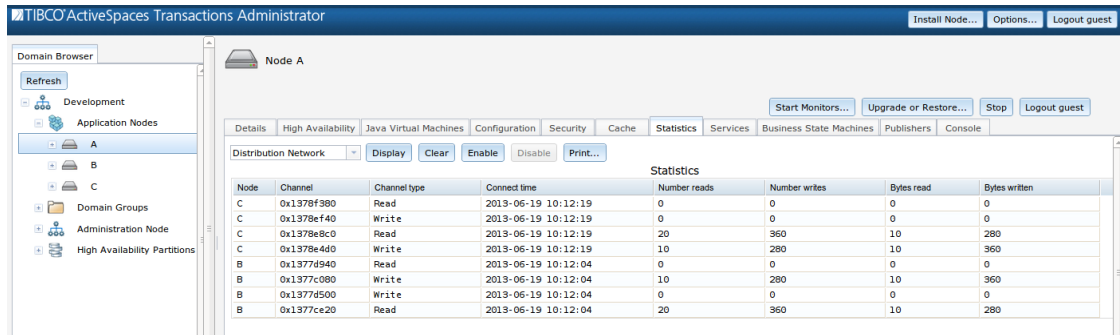 TIBCO® ActiveSpaces Transactions Administrator
Install Node... Options... Logout guest
Domain Browser
Refresh
Development
Application Nodes
A
B
C
Domain Groups
Administration Node
High Availability Partitions
Node A
Start Monitors... Upgrade or Restore... Stop Logout guest
Details High Availability Java Virtual Machines Configuration Security Cache Statistics Services Business State Machines Publishers Console
Distribution Network Display Clear Enable Disable Print...
Statistics
Node Channel Channel type Connect time Number reads Number writes Bytes read Bytes written
C 0x1378f380 Read 2013-06-19 10:12:19 0 0 0 0
C 0x1378ef40 Write 2013-06-19 10:12:19 0 0 0 0
C 0x1378e8c0 Read 2013-06-19 10:12:19 20 360 10 280
C 0x1378e4d0 Write 2013-06-19 10:12:19 10 280 10 360
B 0x1377d940 Read 2013-06-19 10:12:04 0 0 0 0
B 0x1377c080 Write 2013-06-19 10:12:04 10 280 10 360
B 0x1377d500 Write 2013-06-19 10:12:04 0 0 0 0
B 0x1377ce20 Read 2013-06-19 10:12:04 20 360 10 280